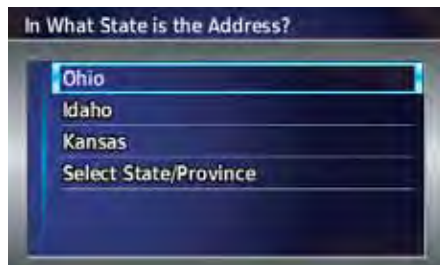 In What State is the Address?
Ohio
Idaho
Kansas
Select State/Province